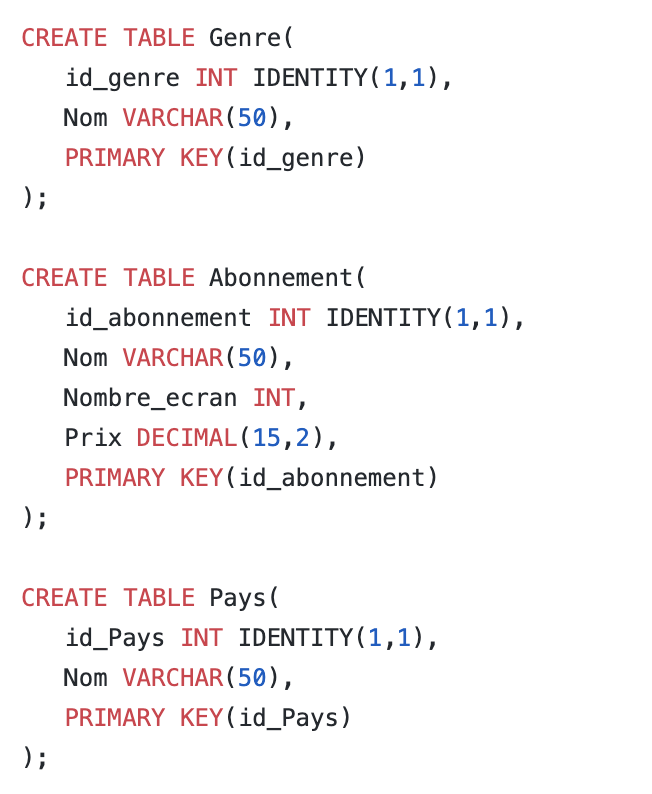 CREATE TABLE Genre(
   id_genre INT IDENTITY(1,1),
   Nom VARCHAR(50),
   PRIMARY KEY(id_genre)
);

CREATE TABLE Abonnement(
   id_abonnement INT IDENTITY(1,1),
   Nom VARCHAR(50),
   Nombre_ecran INT,
   Prix DECIMAL(15,2),
   PRIMARY KEY(id_abonnement)
);

CREATE TABLE Pays(
   id_Pays INT IDENTITY(1,1),
   Nom VARCHAR(50),
   PRIMARY KEY(id_Pays)
);